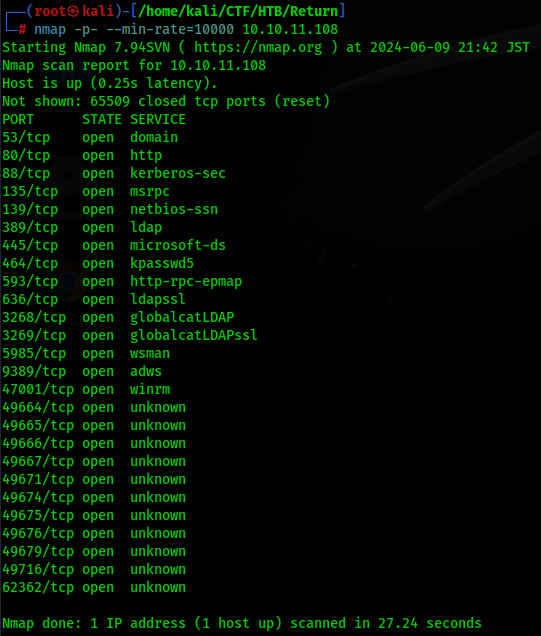 ┌──(root㉿kali)-[/home/kali/CTF/HTB/Return]
└─# nmap -p- --min-rate=10000 10.10.11.108
Starting Nmap 7.94SVN ( https://nmap.org ) at 2024-06-09 21:42 JST
Nmap scan report for 10.10.11.108
Host is up (0.25s latency).
Not shown: 65509 closed tcp ports (reset)
PORT      STATE SERVICE
53/tcp    open  domain
80/tcp    open  http
88/tcp    open  kerberos-sec
135/tcp   open  msrpc
139/tcp   open  netbios-ssn
389/tcp   open  ldap
445/tcp   open  microsoft-ds
464/tcp   open  kpasswd5
593/tcp   open  http-rpc-epmap
636/tcp   open  ldapssl
3268/tcp  open  globalcatLDAP
3269/tcp  open  globalcatLDAPssl
5985/tcp  open  wsman
9389/tcp  open  adws
47001/tcp open  winrm
49664/tcp open  unknown
49665/tcp open  unknown
49666/tcp open  unknown
49667/tcp open  unknown
49671/tcp open  unknown
49674/tcp open  unknown
49675/tcp open  unknown
49676/tcp open  unknown
49679/tcp open  unknown
49716/tcp open  unknown
62362/tcp open  unknown
Nmap done: 1 IP address (1 host up) scanned in 27.24 seconds